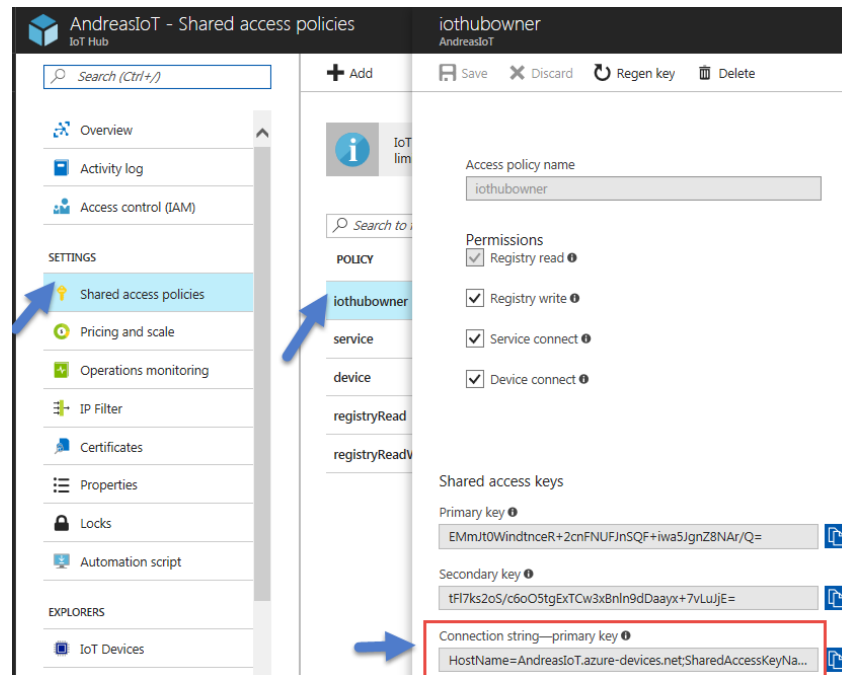 AndreasIoT - Shared access policies
IoT Hub
Search (Ctrl+/)
Overview
Activity log
Access control (IAM)
SETTINGS
Shared access policies
Pricing and scale
Operations monitoring
IP Filter
Certificates
Properties
Locks
Automation script
EXPLORERS
IoT Devices
Add
IoT
lim
Search to f
POLICY
iothubowner
service
device
registryRead
registryReadW
iothubowner
AndreasIoT
Save Discard Regen key Delete
Access policy name
iothubowner
Permissions
Registry read
Registry write
Service connect
Device connect
Shared access keys
Primary key
EMmJt0WindtnceR+2cnFNUFJnSQF+iwa5JgnZ8NAr/Q=
Secondary key
tFl7ks2oS/c6oO5tgExTCw3xBnln9dDaayx+7vLuJjE=
Connection string—primary key
HostName=AndreasIoT.azure-devices.net;SharedAccessKeyNa...